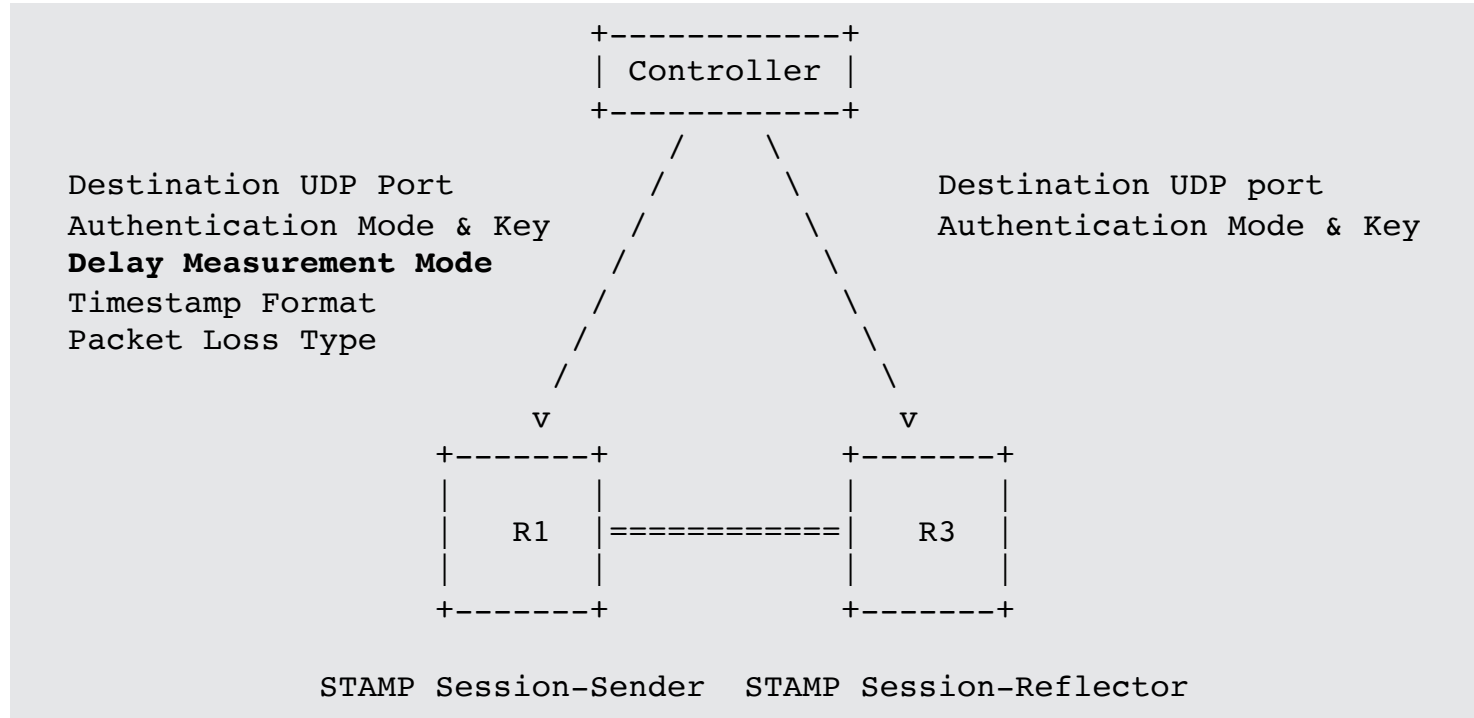 Controller
Destination UDP Port
Authentication Mode & Key
Delay Measurement Mode
Timestamp Format
Packet Loss Type
Destination UDP port
Authentication Mode & Key
v v
R1 R3
STAMP Session-Sender STAMP Session-Reflector